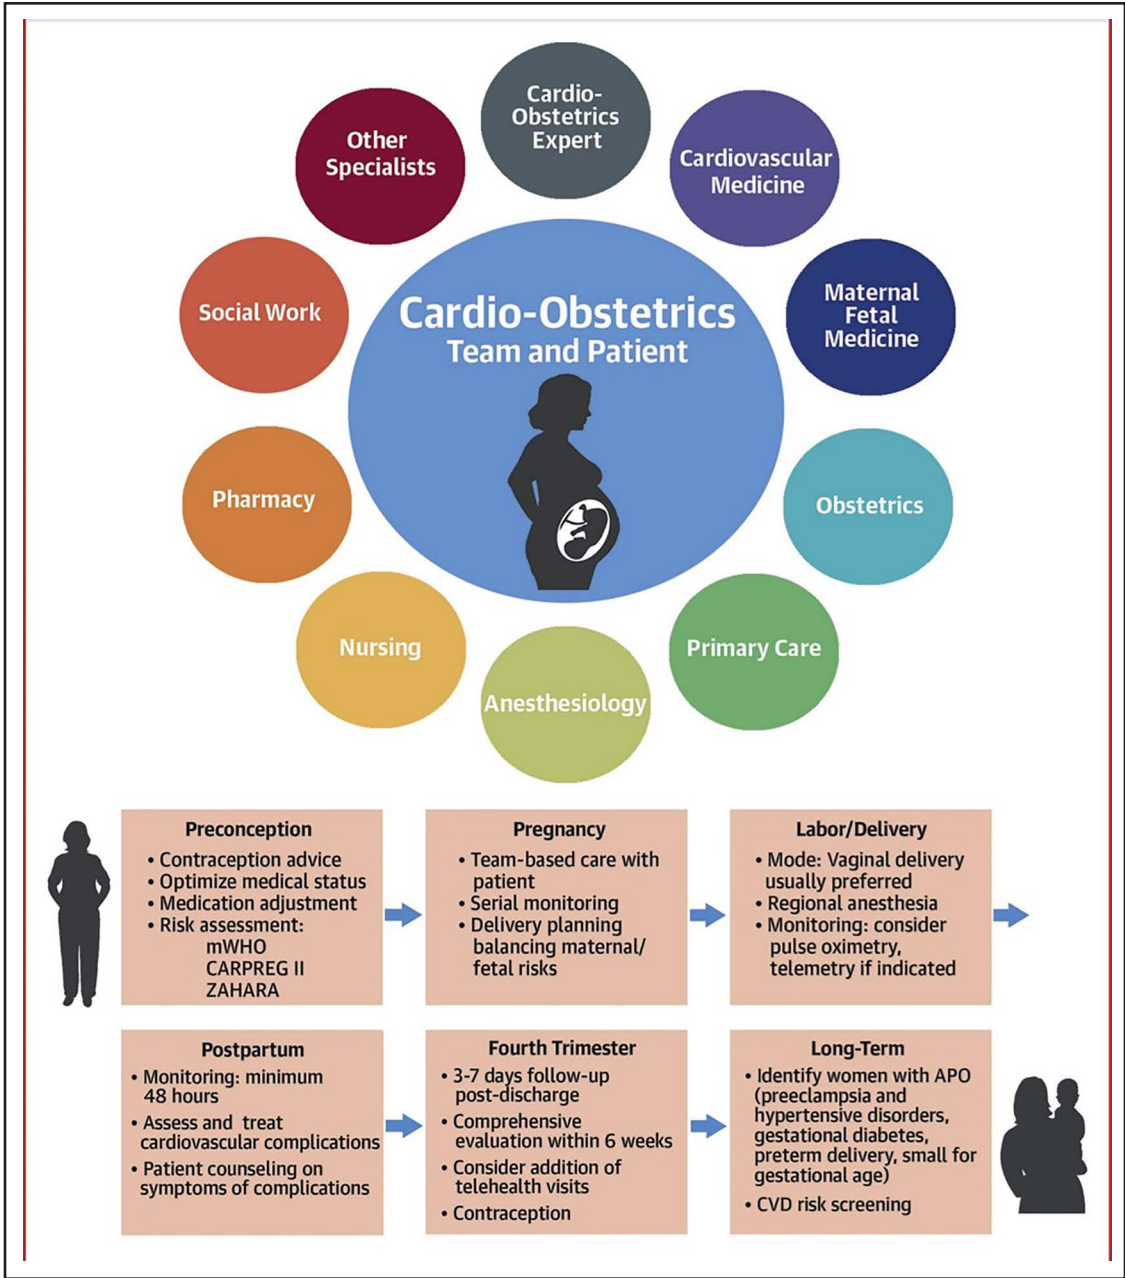 Cardio-
Obstetrics
Expert
Other
Specialists
Cardiovascular
Medicine
Social Work
Cardio-Obstetrics
Team and Patient
Maternal
Fetal
Medicine
Pharmacy
Obstetrics
Nursing
Primary Care
Anesthesiology
Preconception
• Contraception advice
• Optimize medical status
• Medication adjustment
• Risk assessment:
mWHO
CARPREG II
ZAHARA
Pregnancy
• Team-based care with
patient
• Serial monitoring
• Delivery planning
balancing maternal/
fetal risks
Labor/Delivery
• Mode: Vaginal delivery
usually preferred
• Regional anesthesia
• Monitoring: consider
pulse oximetry,
telemetry if indicated
Postpartum
• Monitoring: minimum
48 hours
• Assess and treat
cardiovascular complications
• Patient counseling on
symptoms of complications
Fourth Trimester
• 3-7 days follow-up
post-discharge
• Comprehensive
evaluation within 6 weeks
• Consider addition of
telehealth visits
• Contraception
Long-Term
• Identify women with APO
(preeclampsia and
hypertensive disorders,
gestational diabetes,
preterm delivery, small for
gestational age)
• CVD risk screening